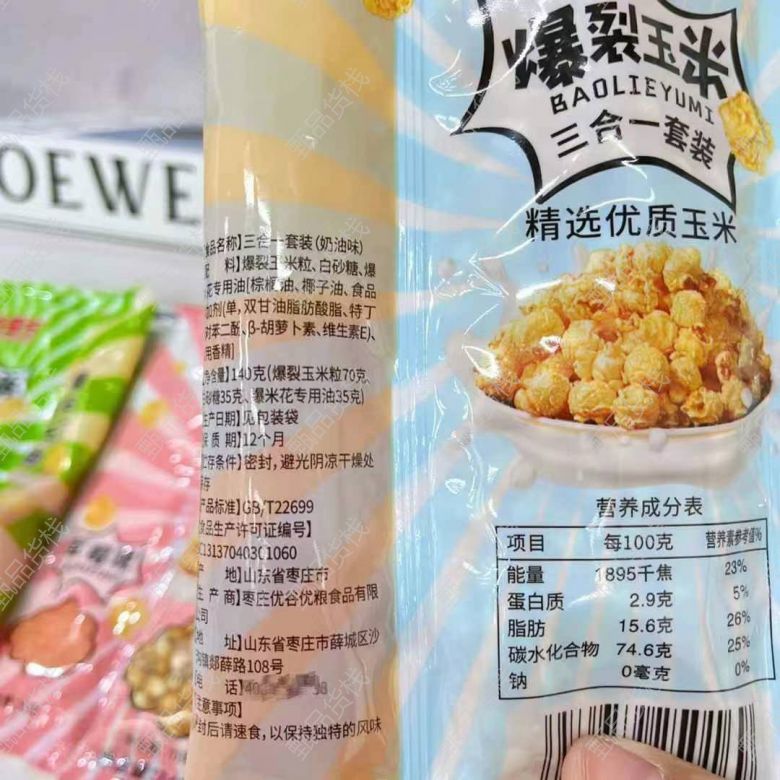 爆裂玉米
BAOLIEYUMI
三合一套装
精选优质玉米
OEWE
食品名称]三合一套装(奶油味)
配 料]爆裂玉米粒、白砂糖、爆
花专用油[棕榈油、椰子油、食品
加剂(单，双甘油脂肪酸酯、特丁
对苯二酚、β-胡萝卜素、维生素E)、
用香精]
净含量]140克(爆裂玉米粒70克
砂糖35克、爆米花专用油35克)
生产日期]见包装袋
保 质 期]12个月
贮存条件]密封，避光阴凉干燥处
存
产品标准]GB/T22699
食品生产许可证编号]
C13137040301060
产 地]山东省枣庄市
生 产 商]枣庄优谷优粮食品有限
公司
地 址]山东省枣庄市薛城区沙
沟镇郯薛路108号
电 话]
注意事项]
封后请速食，以保持独特的风味
营养成分表
项目 每100克 营养素参考值%
能量 1895千焦 23%
蛋白质 2.9克 5%
脂肪 15.6克 26%
碳水化合物 74.6克 25%
钠 0毫克 0%